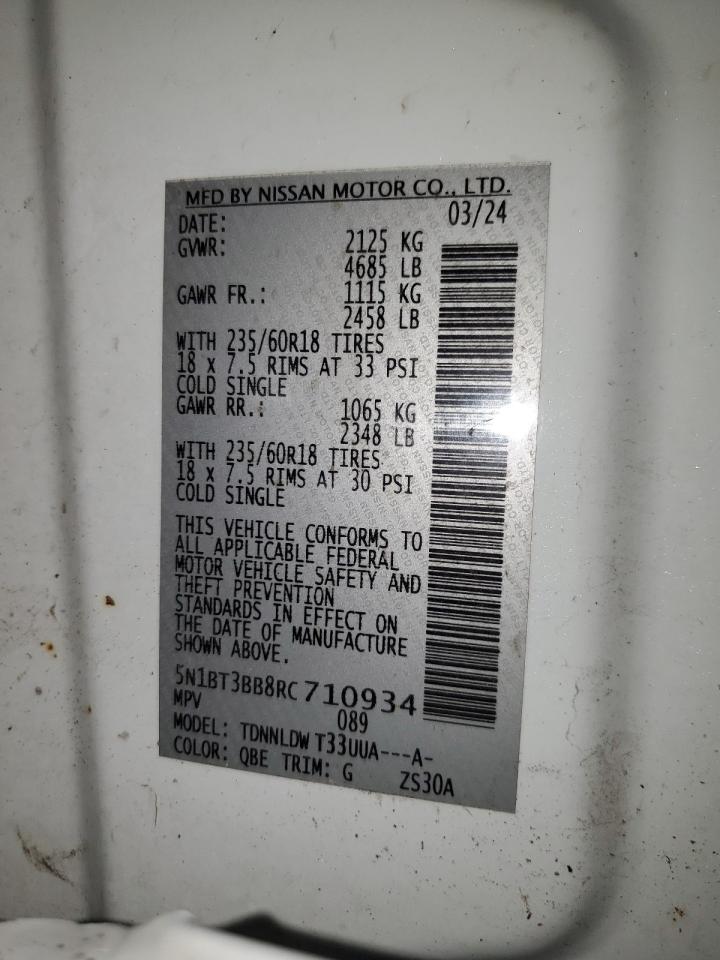 MFD BY NISSAN MOTOR CO., LTD.
DATE: 03/24
GVWR: 2125 KG
4685 LB
GAWR FR.: 1115 KG
2458 LB
WITH 235/60R18 TIRES
18 x 7.5 RIMS AT 33 PSI
COLD SINGLE
GAWR RR.: 1065 KG
2348 LB
WITH 235/60R18 TIRES
18 x 7.5 RIMS AT 30 PSI
COLD SINGLE
THIS VEHICLE CONFORMS TO
ALL APPLICABLE FEDERAL
MOTOR VEHICLE SAFETY AND
THEFT PREVENTION
STANDARDS IN EFFECT ON
THE DATE OF MANUFACTURE
SHOWN ABOVE.
5N1BT3BB8RC710934
MPV 089
MODEL: TDNNLDW T33UUA---A-
COLOR: QBE TRIM: G ZS30A